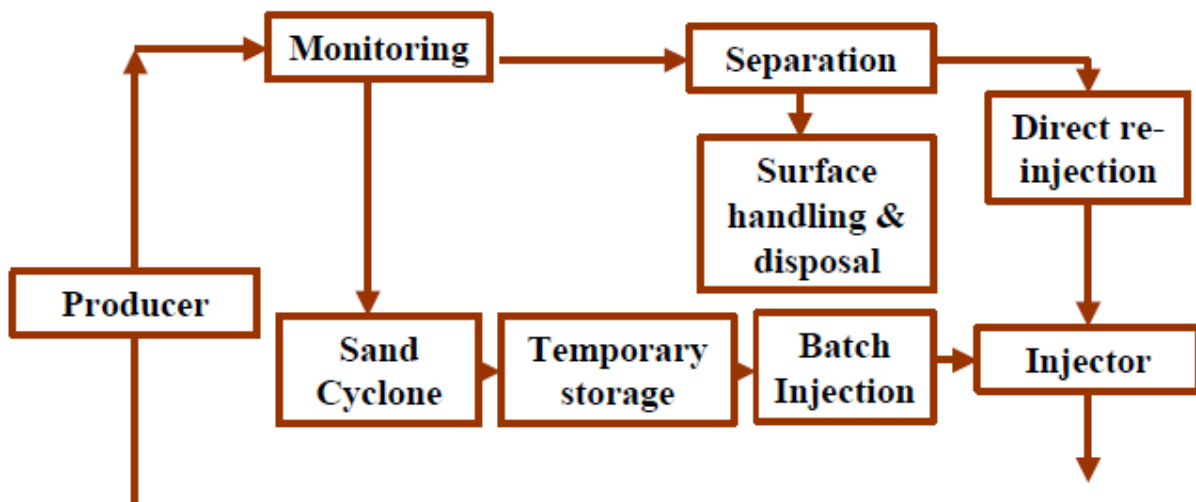 Monitoring
Separation
Direct re-
injection
Surface
handling &
disposal
Producer
Sand
Cyclone
Temporary
storage
Batch
Injection
Injector